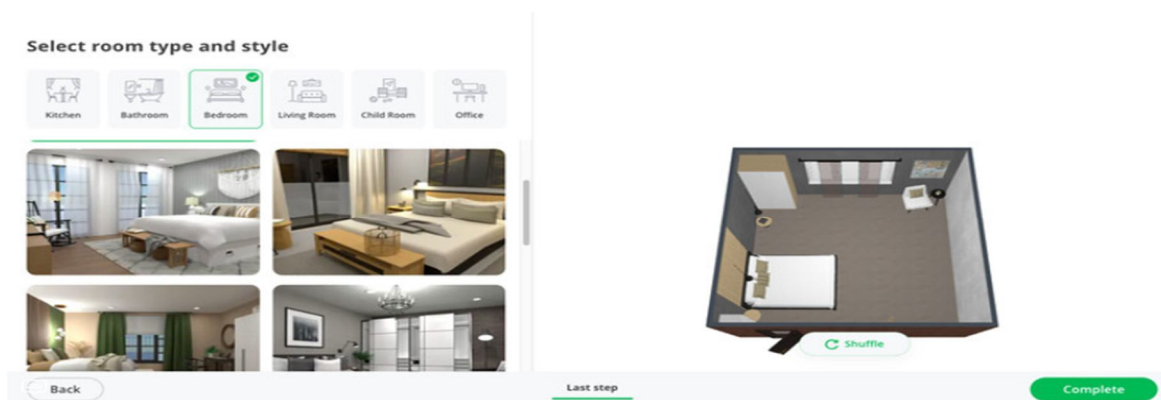 Select room type and style
Kitchen
Bathroom
Bedroom
Living Room
Child Room
Office
Shuffle
Back
Last step
Complete